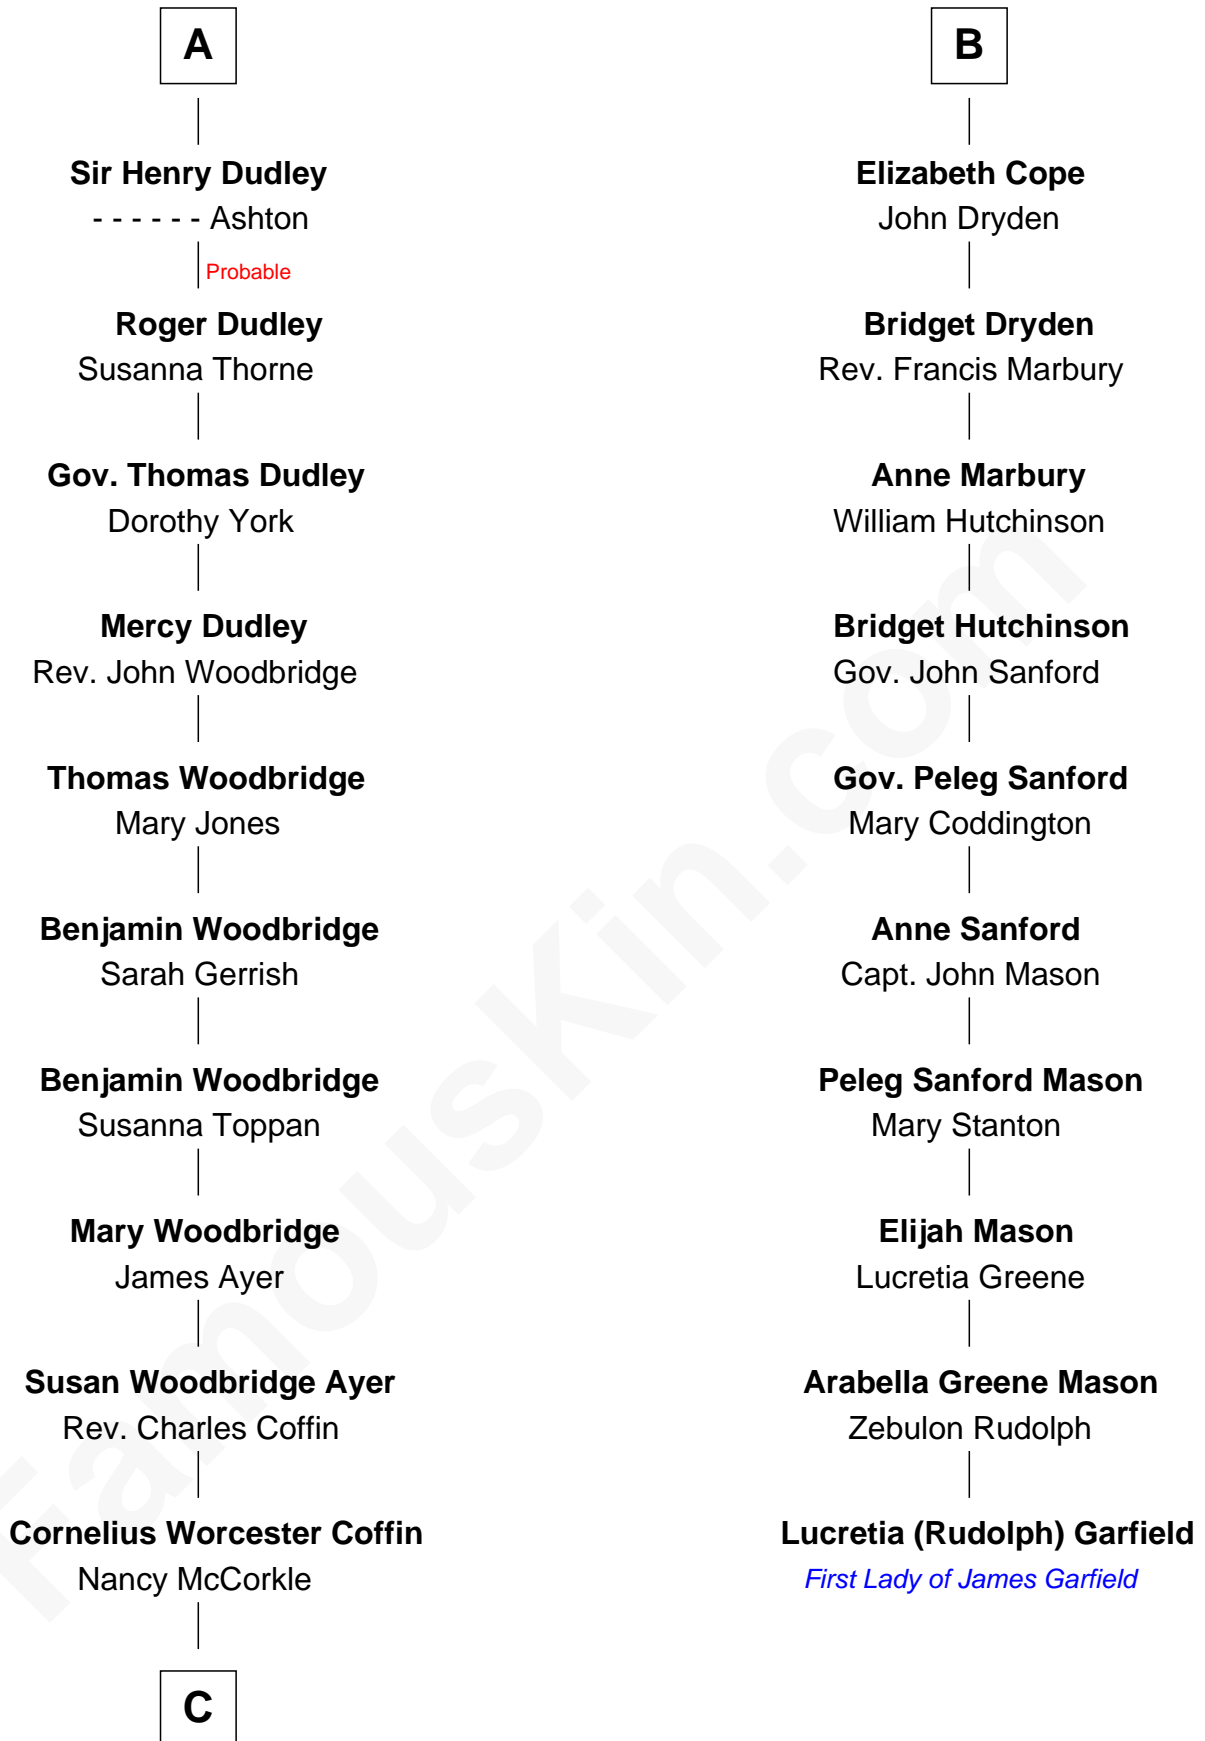 A
Sir Henry Dudley
- - - - - - Ashton
Probable
Roger Dudley
Susanna Thorne
Gov. Thomas Dudley
Dorothy York
Mercy Dudley
Rev. John Woodbridge
Thomas Woodbridge
Mary Jones
Benjamin Woodbridge
Sarah Gerrish
Benjamin Woodbridge
Susanna Toppan
Mary Woodbridge
James Ayer
Susan Woodbridge Ayer
Rev. Charles Coffin
Cornelius Worcester Coffin
Nancy McCorkle
C
B
Elizabeth Cope
John Dryden
Bridget Dryden
Rev. Francis Marbury
Anne Marbury
William Hutchinson
Bridget Hutchinson
Gov. John Sanford
Gov. Peleg Sanford
Mary Coddington
Anne Sanford
Capt. John Mason
Peleg Sanford Mason
Mary Stanton
Elijah Mason
Lucretia Greene
Arabella Greene Mason
Zebulon Rudolph
Lucretia (Rudolph) Garfield
First Lady of James Garfield
FamousKin.com